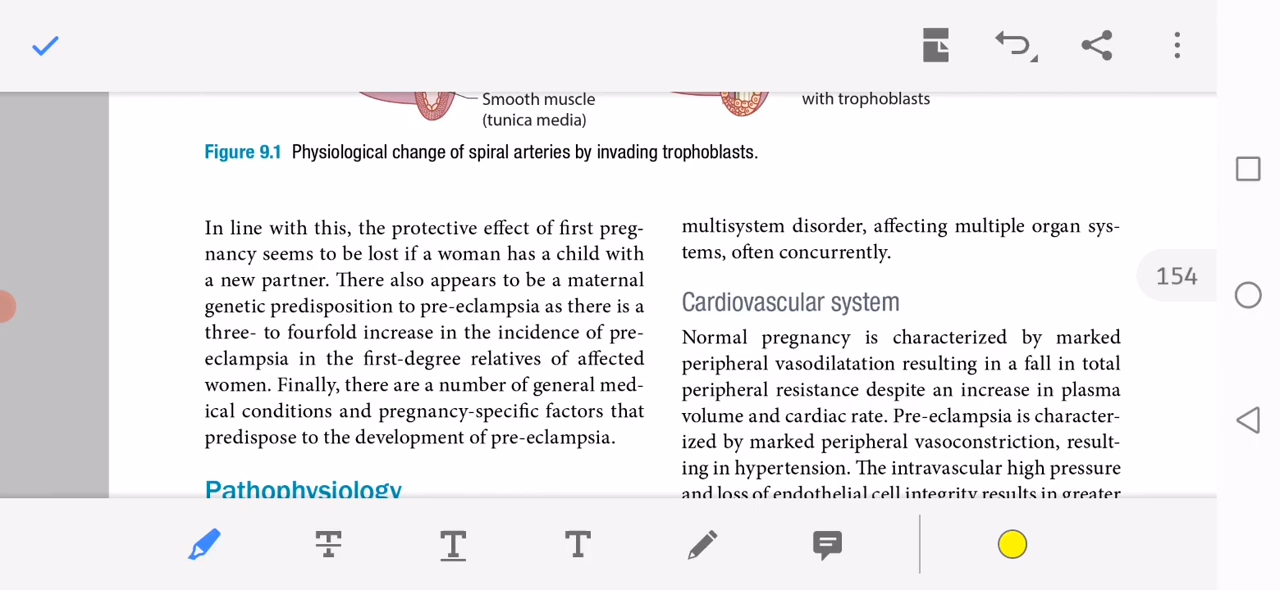 Smooth muscle
(tunica media)
with trophoblasts
Figure 9.1 Physiological change of spiral arteries by invading trophoblasts.
In line with this, the protective effect of first preg-
nancy seems to be lost if a woman has a child with
a new partner. There also appears to be a maternal
genetic predisposition to pre-eclampsia as there is a
three- to fourfold increase in the incidence of pre-
eclampsia in the first-degree relatives of affected
women. Finally, there are a number of general med-
ical conditions and pregnancy-specific factors that
predispose to the development of pre-eclampsia.
Pathophysiology
multisystem disorder, affecting multiple organ sys-
tems, often concurrently.
Cardiovascular system
Normal pregnancy is characterized by marked
peripheral vasodilatation resulting in a fall in total
peripheral resistance despite an increase in plasma
volume and cardiac rate. Pre-eclampsia is character-
ized by marked peripheral vasoconstriction, result-
ing in hypertension. The intravascular high pressure
and loss of endothelial cell integrity results in greater
154
T
T
T